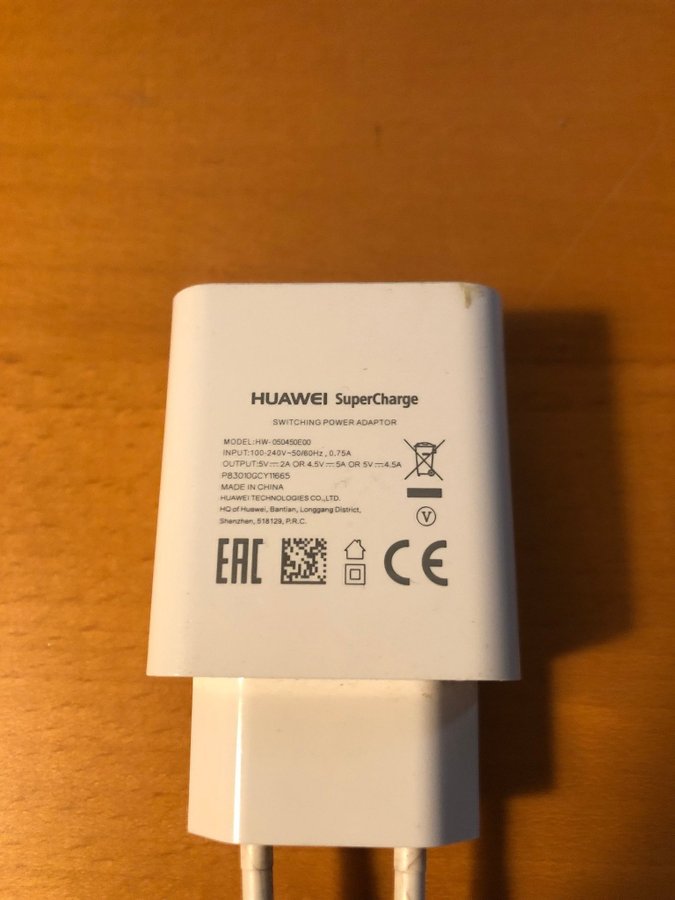 HUAWEI SuperCharge
SWITCHING POWER ADAPTOR
MODEL:HW-050450E00
INPUT:100-240V~50/60Hz, 0.75A
OUTPUT:5V⎓2A OR 4.5V⎓5A OR 5V⎓4.5A
P83010GCY11665
MADE IN CHINA
HUAWEI TECHNOLOGIES CO.,LTD.
HQ of Huawei, Bantian, Longgang District,
Shenzhen, 518129, P.R.C.
V
EAC CE